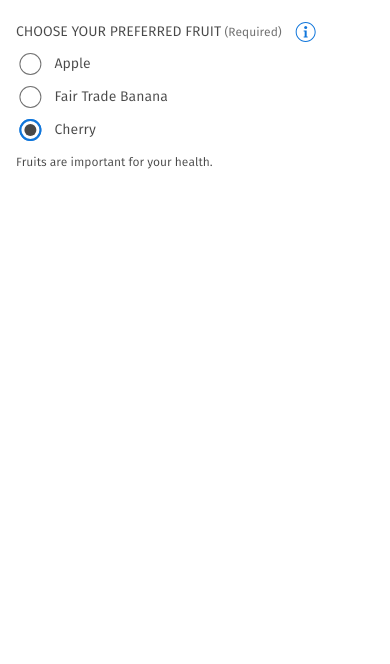 CHOOSE YOUR PREFERRED FRUIT (Required)
Apple
Fair Trade Banana
Cherry
Fruits are important for your health.